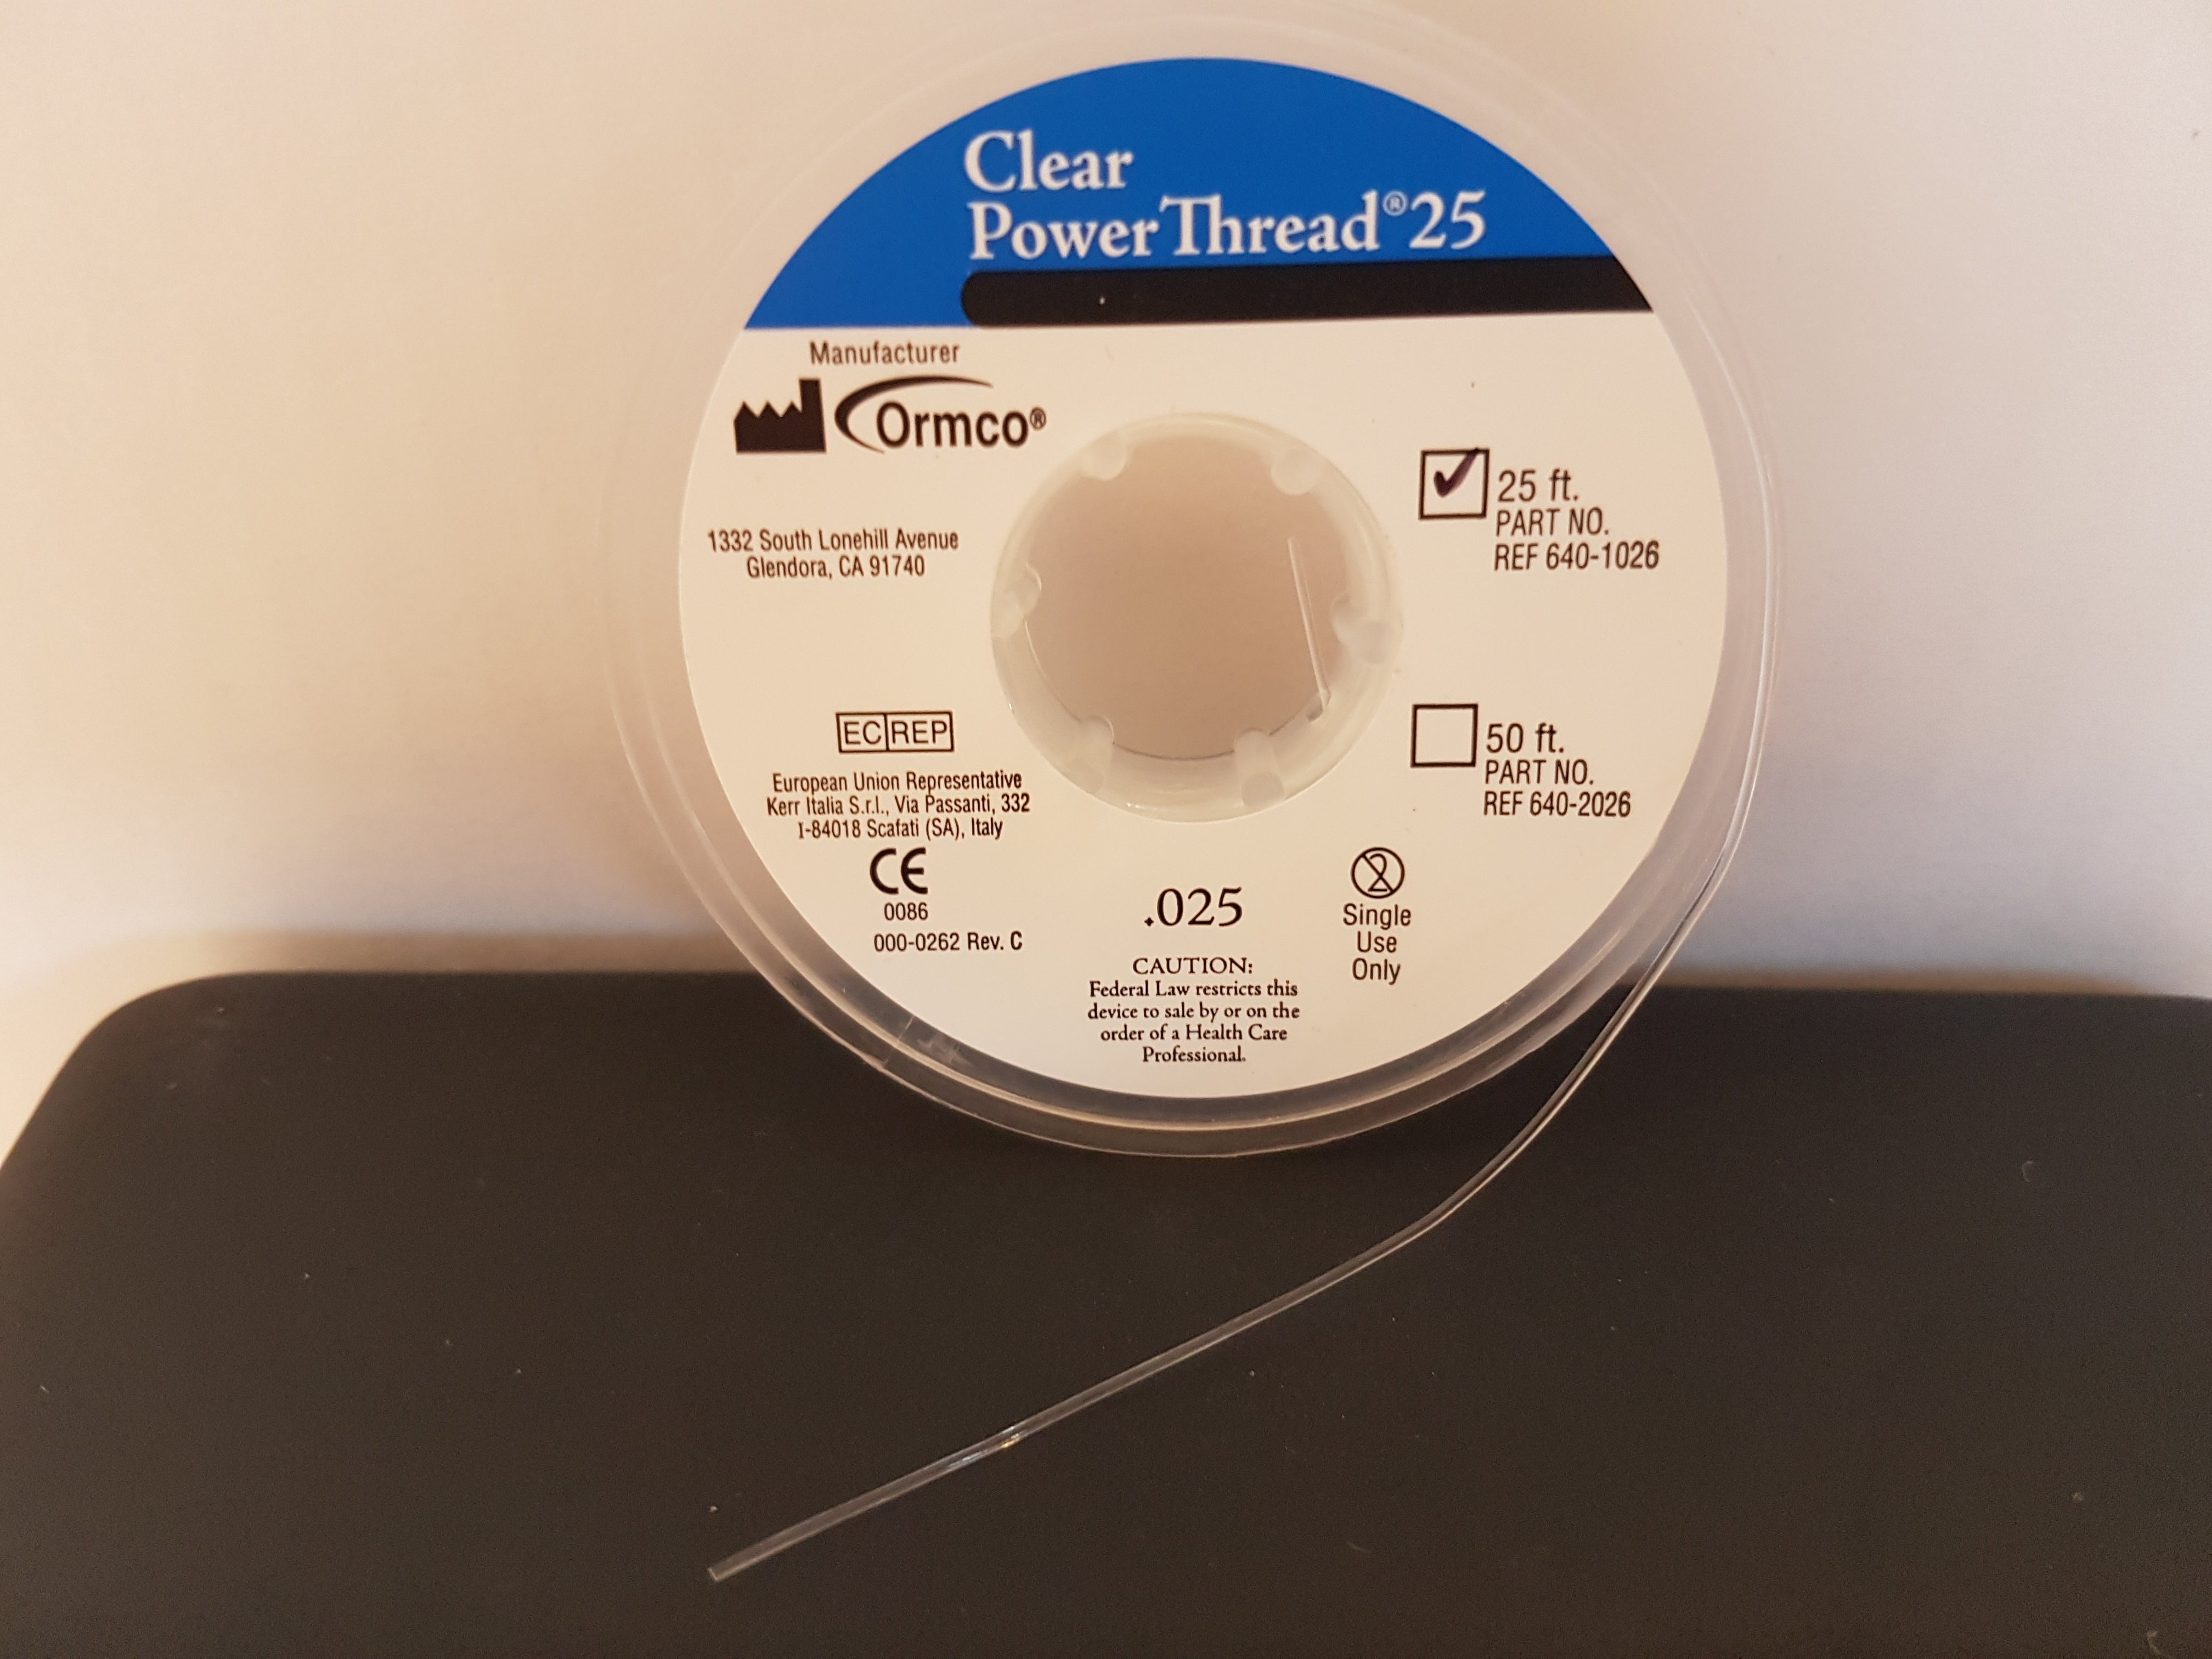 Clear
PowerThread®25
Manufacturer
Ormco®
1332 South Lonehill Avenue
Glendora, CA 91740
25 ft.
PART NO.
REF 640-1026
EC REP
European Union Representative
Kerr Italia S.r.l., Via Passanti, 332
I-84018 Scafati (SA), Italy
CE
0086
000-0262 Rev. C
50 ft.
PART NO.
REF 640-2026
.025
CAUTION:
Federal Law restricts this
device to sale by or on the
order of a Health Care
Professional.
2
Single
Use
Only